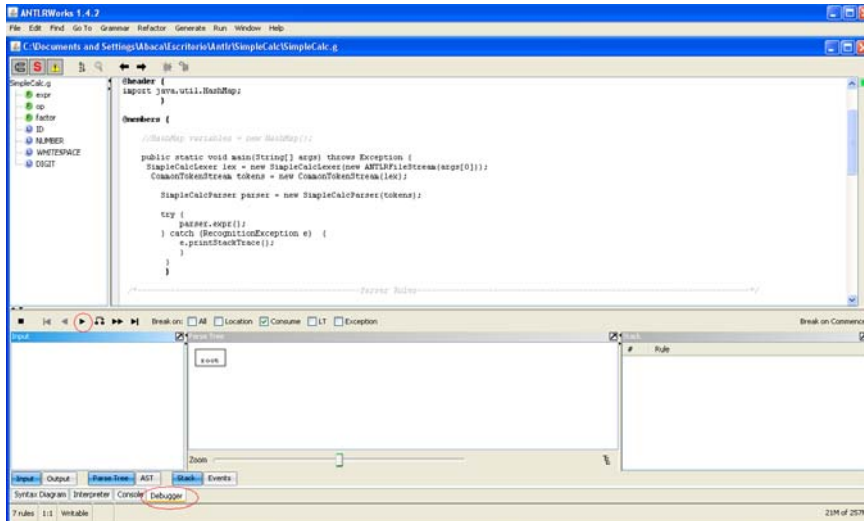 ANTLRWorks 1.4.2
File Edit Find Go To Grammar Refactor Generate Run Window Help
C:\Documents and Settings\Abaca\Escritorio\Antlr\SimpleCalc\SimpleCalc.g
SimpleCalc.g
expr
op
factor
ID
NUMBER
WHITESPACE
DIGIT
@header {
import java.util.HashMap;
}
@members {
//HashMap variables = new HashMap();
public static void main(String[] args) throws Exception {
SimpleCalcLexer lex = new SimpleCalcLexer(new ANTLRFileStream(args[0]));
CommonTokenStream tokens = new CommonTokenStream(lex);
SimpleCalcParser parser = new SimpleCalcParser(tokens);
try {
parser.expr();
} catch (RecognitionException e) {
e.printStackTrace();
}
}
}
/*------Parser Rules------*/
Break on: All Location Consume LT Exception
Break on Commence
Input
Parse Tree
Stack
# Rule
root
Zoom
Input Output Parse Tree AST Stack Events
Syntax Diagram Interpreter Console Debugger
7 rules 1:1 Writable
21M of 257M